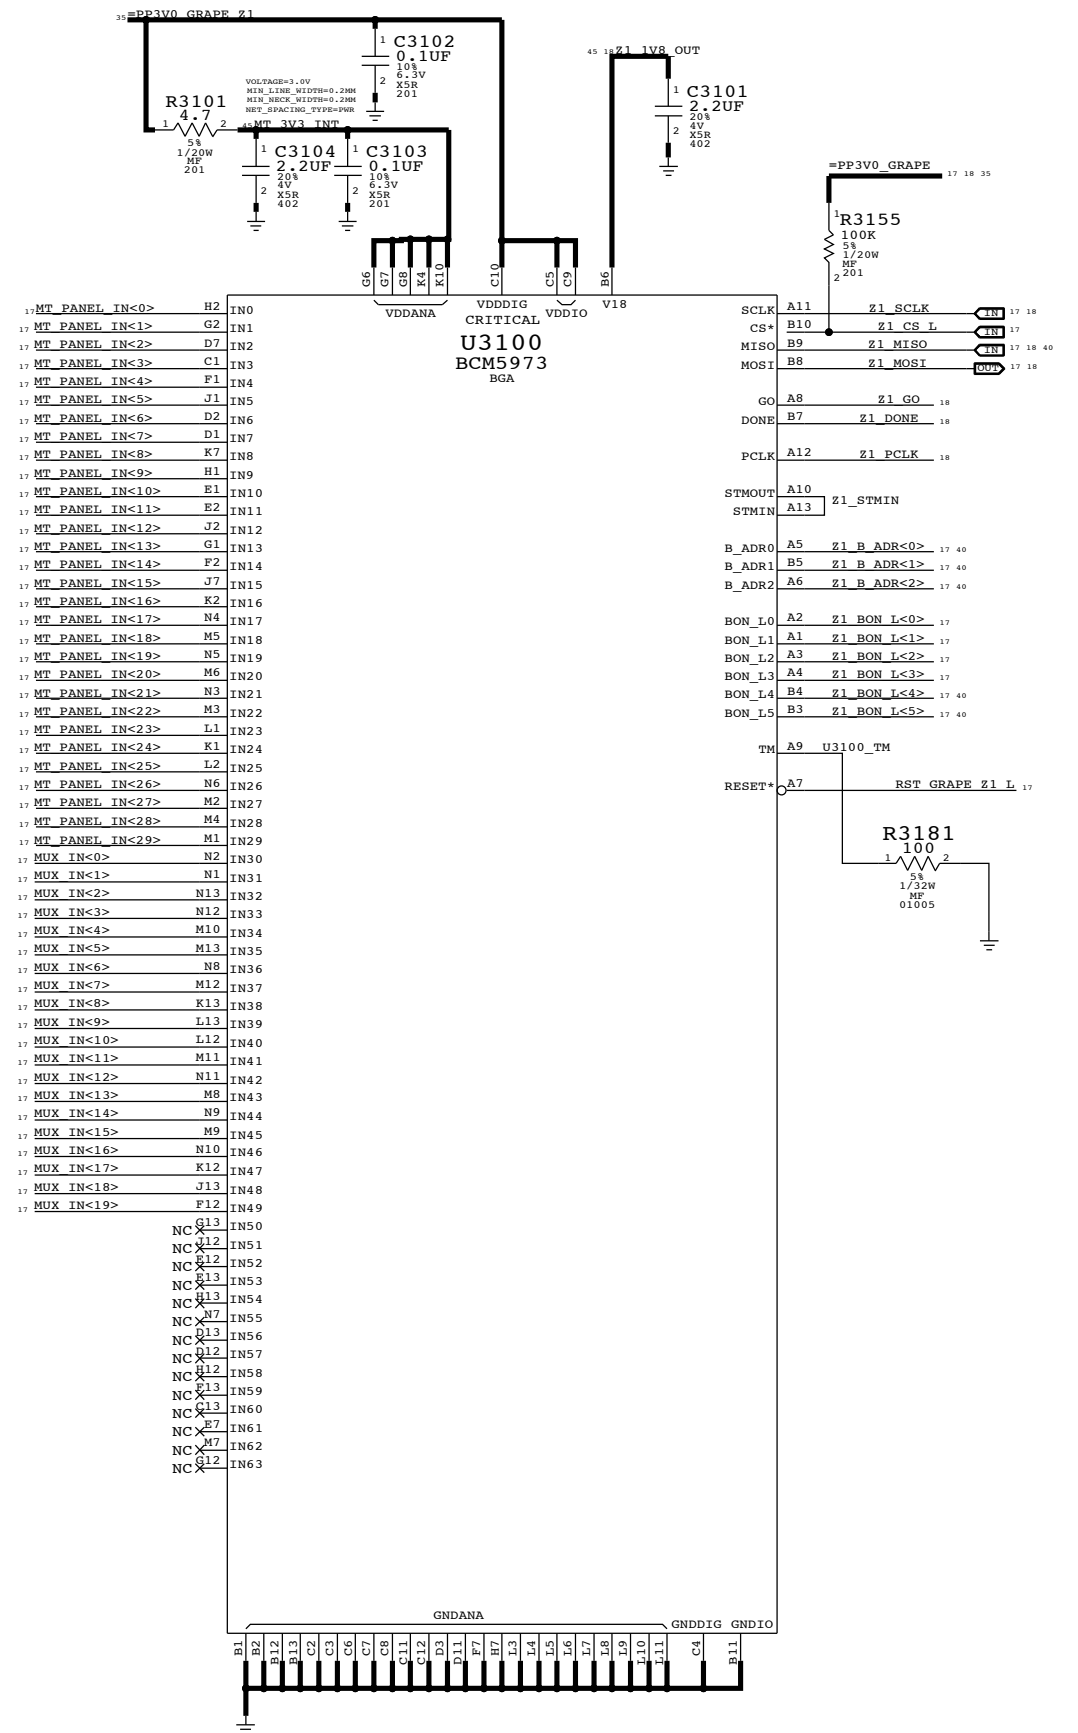 35 =PP3V0_GRAPE_Z1
1 C3102
0.1UF
10%
6.3V
2 X5R
201
45 18 Z1_1V8_OUT
1 C3101
2.2UF
20%
4V
2 X5R
402
VOLTAGE=3.0V
MIN_LINE_WIDTH=0.2MM
MIN_NECK_WIDTH=0.2MM
NET_SPACING_TYPE=PWR
R3101
4.7
1 2
5%
1/20W
MF
201
45 MT_3V3_INT
1 C3104
2.2UF
20%
4V
2 X5R
402
1 C3103
0.1UF
10%
6.3V
2 X5R
201
=PP3V0_GRAPE 17 18 35
1 R3155
100K
5%
1/20W
MF
2 201
G6 G7 G8 K4 K10 C10 C5 C9 B6
VDDANA VDDDIG VDDIO V18
CRITICAL
U3100
BCM5973
BGA
17 MT_PANEL_IN<0> H2 IN0
17 MT_PANEL_IN<1> G2 IN1
17 MT_PANEL_IN<2> D7 IN2
17 MT_PANEL_IN<3> C1 IN3
17 MT_PANEL_IN<4> F1 IN4
17 MT_PANEL_IN<5> J1 IN5
17 MT_PANEL_IN<6> D2 IN6
17 MT_PANEL_IN<7> D1 IN7
17 MT_PANEL_IN<8> K7 IN8
17 MT_PANEL_IN<9> H1 IN9
17 MT_PANEL_IN<10> E1 IN10
17 MT_PANEL_IN<11> E2 IN11
17 MT_PANEL_IN<12> J2 IN12
17 MT_PANEL_IN<13> G1 IN13
17 MT_PANEL_IN<14> F2 IN14
17 MT_PANEL_IN<15> J7 IN15
17 MT_PANEL_IN<16> K2 IN16
17 MT_PANEL_IN<17> N4 IN17
17 MT_PANEL_IN<18> M5 IN18
17 MT_PANEL_IN<19> N5 IN19
17 MT_PANEL_IN<20> M6 IN20
17 MT_PANEL_IN<21> N3 IN21
17 MT_PANEL_IN<22> M3 IN22
17 MT_PANEL_IN<23> L1 IN23
17 MT_PANEL_IN<24> K1 IN24
17 MT_PANEL_IN<25> L2 IN25
17 MT_PANEL_IN<26> N6 IN26
17 MT_PANEL_IN<27> M2 IN27
17 MT_PANEL_IN<28> M4 IN28
17 MT_PANEL_IN<29> M1 IN29
17 MUX_IN<0> N2 IN30
17 MUX_IN<1> N1 IN31
17 MUX_IN<2> N13 IN32
17 MUX_IN<3> N12 IN33
17 MUX_IN<4> M10 IN34
17 MUX_IN<5> M13 IN35
17 MUX_IN<6> N8 IN36
17 MUX_IN<7> M12 IN37
17 MUX_IN<8> K13 IN38
17 MUX_IN<9> L13 IN39
17 MUX_IN<10> L12 IN40
17 MUX_IN<11> M11 IN41
17 MUX_IN<12> N11 IN42
17 MUX_IN<13> M8 IN43
17 MUX_IN<14> N9 IN44
17 MUX_IN<15> M9 IN45
17 MUX_IN<16> N10 IN46
17 MUX_IN<17> K12 IN47
17 MUX_IN<18> J13 IN48
17 MUX_IN<19> F12 IN49
NC G13 IN50
NC J12 IN51
NC E12 IN52
NC E13 IN53
NC H13 IN54
NC N7 IN55
NC D13 IN56
NC D12 IN57
NC H12 IN58
NC F13 IN59
NC C13 IN60
NC E7 IN61
NC M7 IN62
NC G12 IN63
SCLK A11 Z1_SCLK IN 17 18
CS* B10 Z1_CS_L IN 17
MISO B9 Z1_MISO IN 17 18 40
MOSI B8 Z1_MOSI OUT 17 18
GO A8 Z1_GO 18
DONE B7 Z1_DONE 18
PCLK A12 Z1_PCLK 18
STMOUT A10 Z1_STMIN
STMIN A13
B_ADR0 A5 Z1_B_ADR<0> 17 40
B_ADR1 B5 Z1_B_ADR<1> 17 40
B_ADR2 A6 Z1_B_ADR<2> 17 40
BON_L0 A2 Z1_BON_L<0> 17
BON_L1 A1 Z1_BON_L<1> 17
BON_L2 A3 Z1_BON_L<2> 17
BON_L3 A4 Z1_BON_L<3> 17
BON_L4 B4 Z1_BON_L<4> 17 40
BON_L5 B3 Z1_BON_L<5> 17 40
TM A9 U3100_TM
RESET* A7 RST_GRAPE_Z1_L 17
R3181
100
1 2
5%
1/32W
MF
01005
GNDANA GNDDIG GNDIO
B1 B2 B12 B13 C2 C3 C6 C7 C8 C11 C12 D3 D11 F7 H7 L3 L4 L5 L6 L7 L8 L9 L10 L11 C4 B11